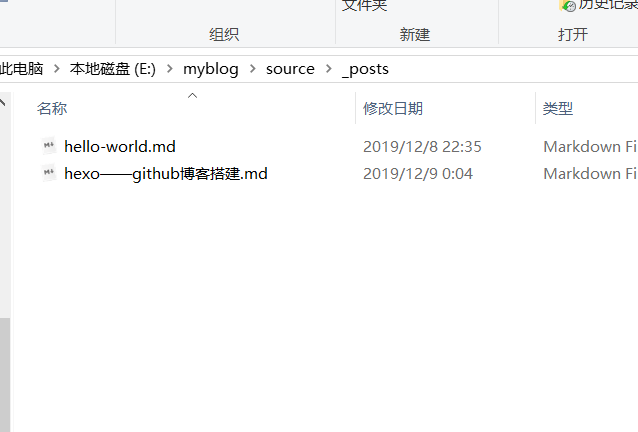 文件夹 历史记录
组织 新建 打开
此电脑 › 本地磁盘 (E:) › myblog › source › _posts
名称 修改日期 类型
hello-world.md 2019/12/8 22:35 Markdown Fi
hexo——github博客搭建.md 2019/12/9 0:04 Markdown Fi